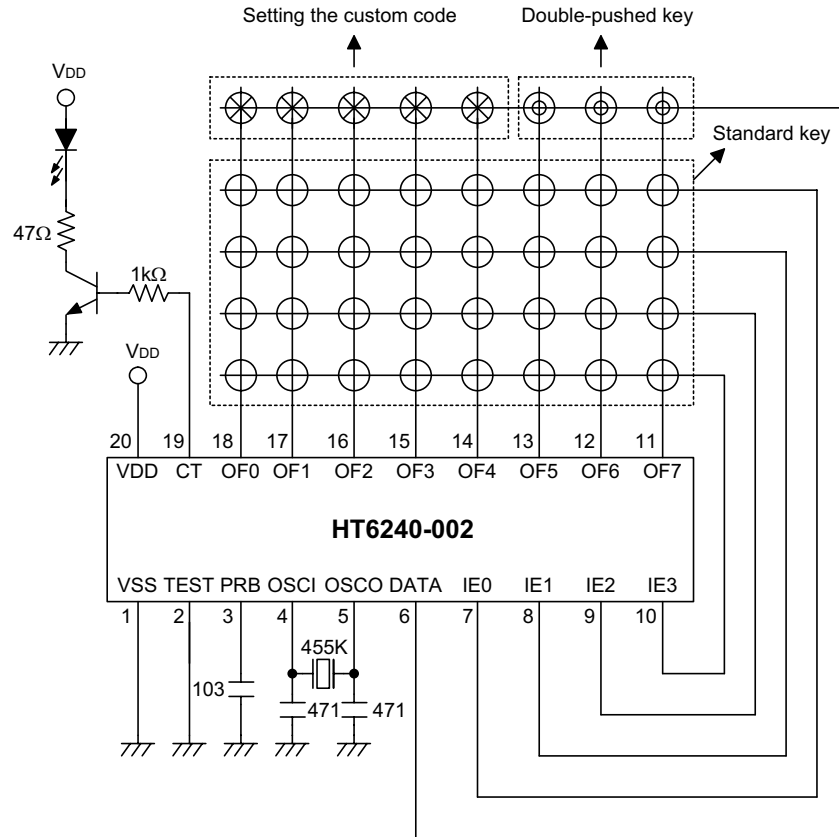 Setting the custom code Double-pushed key
VDD
Standard key
47Ω
1kΩ
VDD
20 19 18 17 16 15 14 13 12 11
VDD CT OF0 OF1 OF2 OF3 OF4 OF5 OF6 OF7
HT6240-002
VSS TEST PRB OSCI OSCO DATA IE0 IE1 IE2 IE3
1 2 3 4 5 6 7 8 9 10
455K
103
471 471